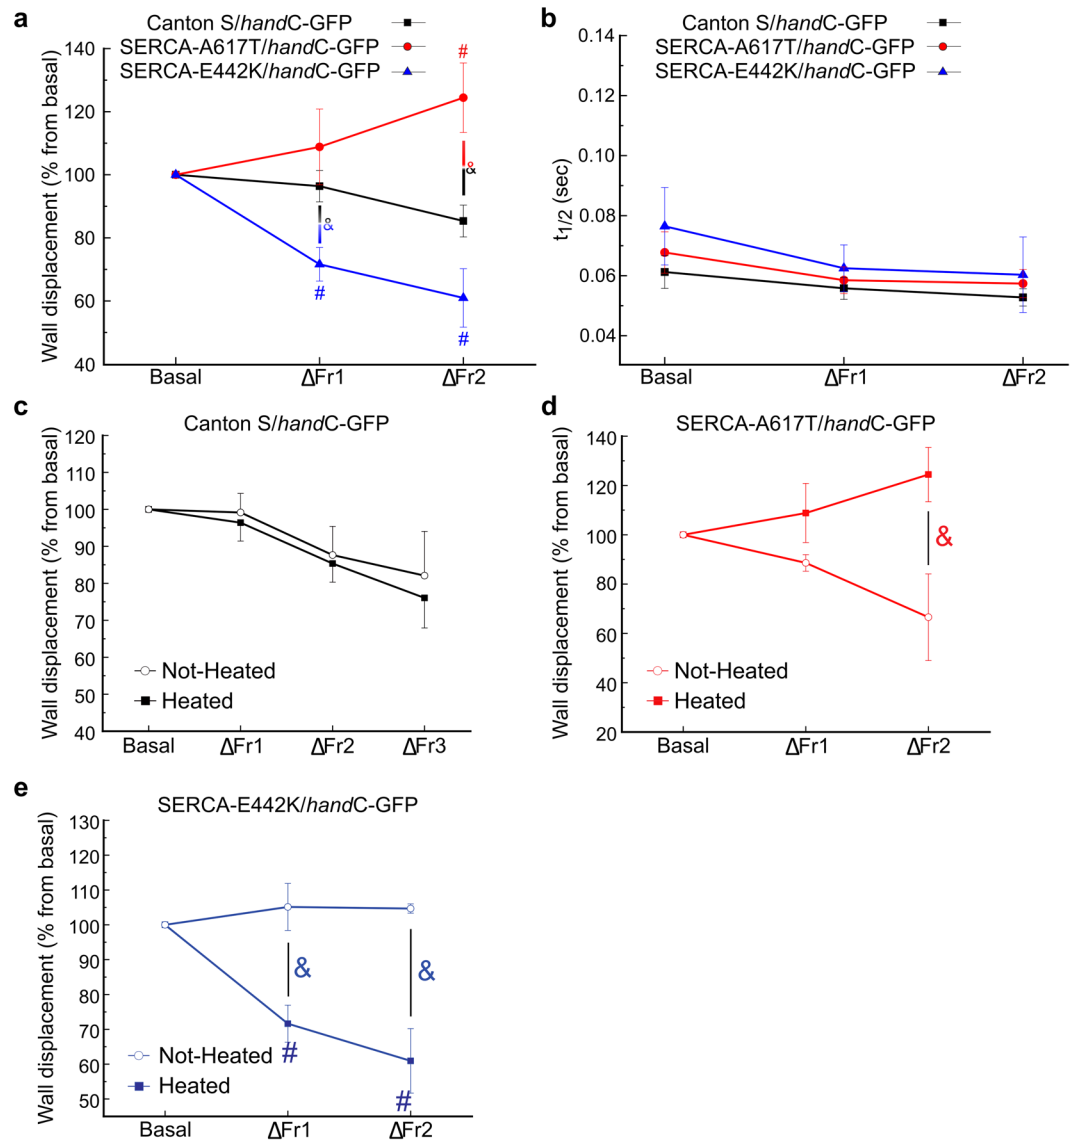 a
Canton S/handC-GFP
SERCA-A617T/handC-GFP
SERCA-E442K/handC-GFP
Wall displacement (% from basal)
140
120
100
80
60
40
#
&
&
#
#
Basal
ΔFr1
ΔFr2
b
Canton S/handC-GFP
SERCA-A617T/handC-GFP
SERCA-E442K/handC-GFP
t1/2 (sec)
0.14
0.12
0.10
0.08
0.06
0.04
Basal
ΔFr1
ΔFr2
c
Canton S/handC-GFP
Wall displacement (% from basal)
120
110
100
90
80
70
60
50
40
Not-Heated
Heated
Basal
ΔFr1
ΔFr2
ΔFr3
d
SERCA-A617T/handC-GFP
Wall displacement (% from basal)
140
120
100
80
60
40
20
&
Not-Heated
Heated
Basal
ΔFr1
ΔFr2
e
SERCA-E442K/handC-GFP
Wall displacement (% from basal)
130
120
110
100
90
80
70
60
50
&
&
#
#
Not-Heated
Heated
Basal
ΔFr1
ΔFr2